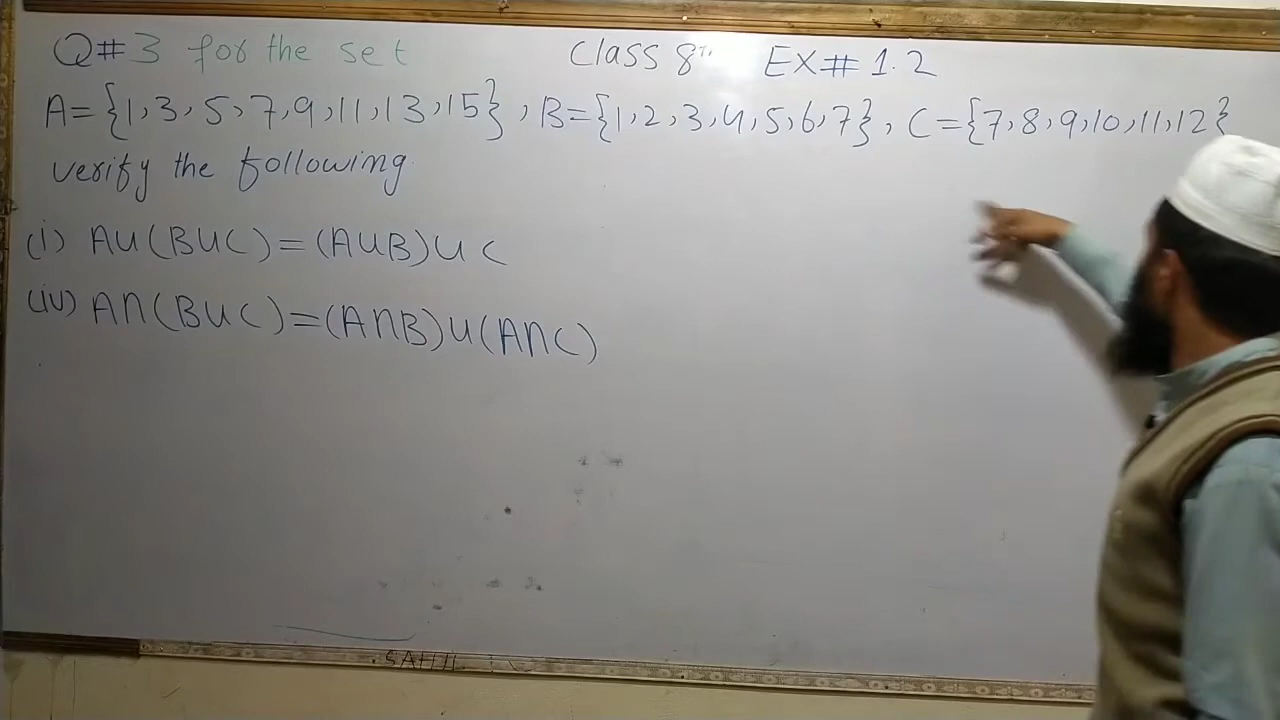 Q#3 for the set Class 8th EX# 1.2
A={1,3,5,7,9,11,13,15}, B={1,2,3,4,5,6,7}, C={7,8,9,10,11,12}
verify the following
(i) AU(BUC)=(AUB)UC
(iv) A∩(BUC)=(A∩B)U(A∩C)